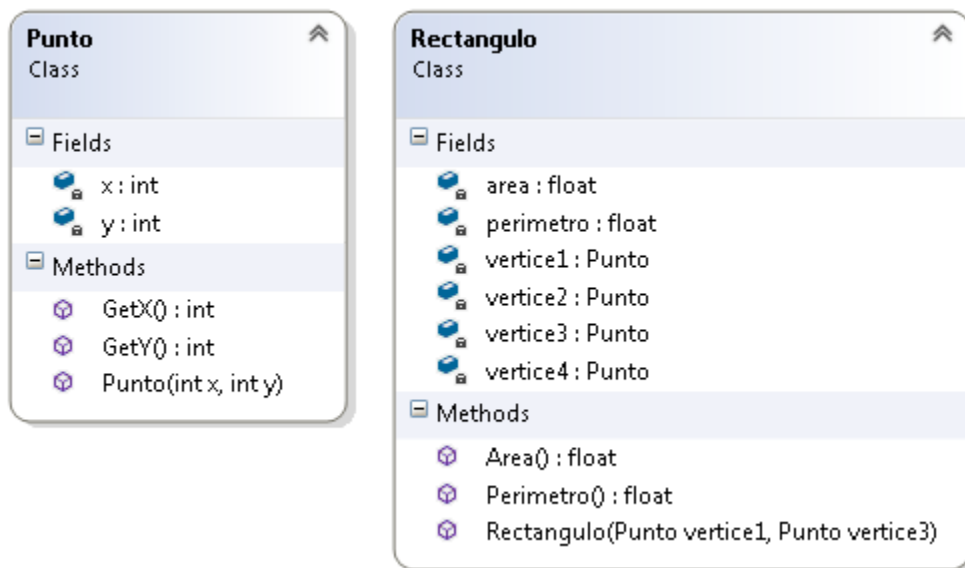 Punto
Class
Fields
x : int
y : int
Methods
GetX() : int
GetY() : int
Punto(int x, int y)
Rectangulo
Class
Fields
area : float
perimetro : float
vertice1 : Punto
vertice2 : Punto
vertice3 : Punto
vertice4 : Punto
Methods
Area() : float
Perimetro() : float
Rectangulo(Punto vertice1, Punto vertice3)